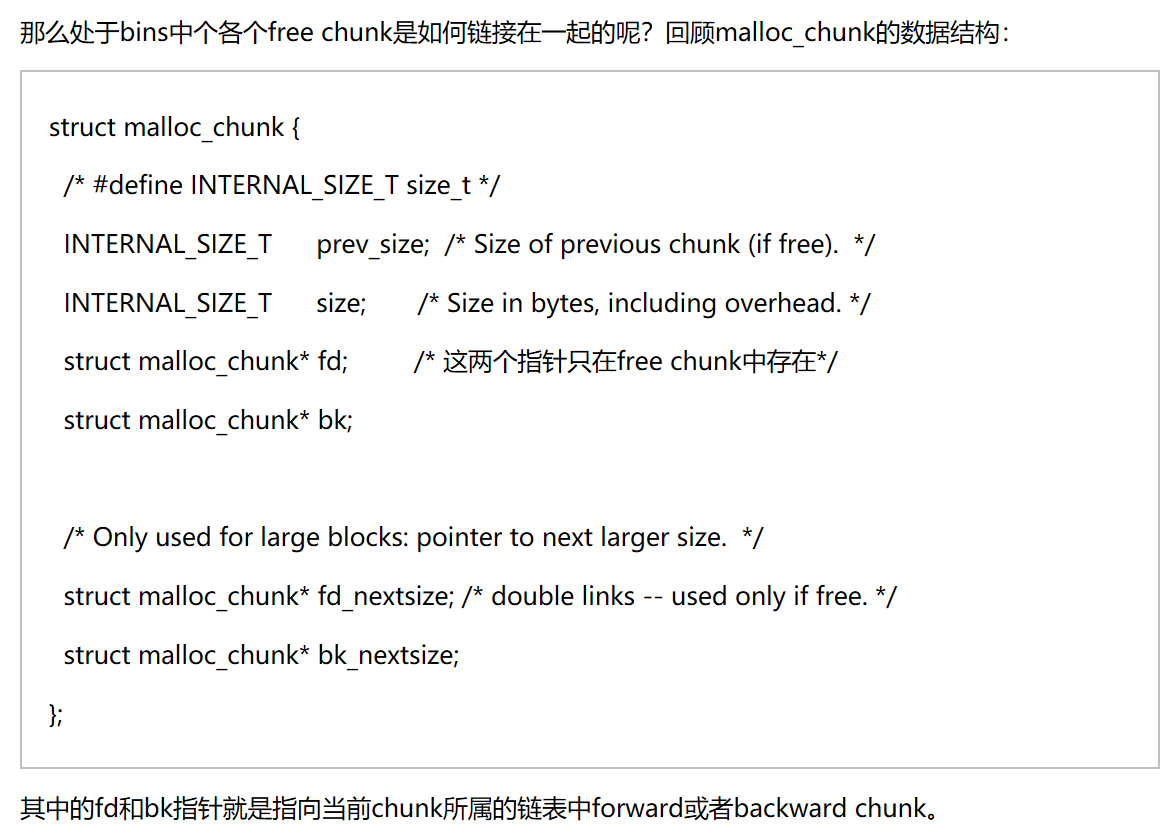 那么处于bins中个各个free chunk是如何链接在一起的呢？回顾malloc_chunk的数据结构：
struct malloc_chunk {
/* #define INTERNAL_SIZE_T size_t */
INTERNAL_SIZE_T prev_size; /* Size of previous chunk (if free). */
INTERNAL_SIZE_T size; /* Size in bytes, including overhead. */
struct malloc_chunk* fd; /* 这两个指针只在free chunk中存在*/
struct malloc_chunk* bk;
/* Only used for large blocks: pointer to next larger size. */
struct malloc_chunk* fd_nextsize; /* double links -- used only if free. */
struct malloc_chunk* bk_nextsize;
};
其中的fd和bk指针就是指向当前chunk所属的链表中forward或者backward chunk。